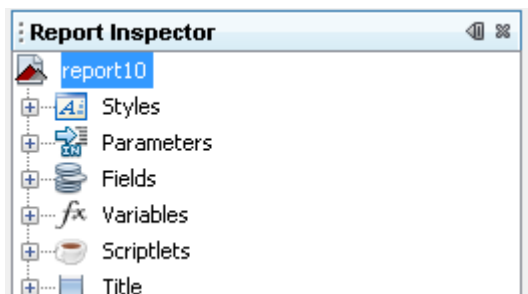 Report Inspector
report10
Styles
Parameters
Fields
Variables
Scriptlets
Title